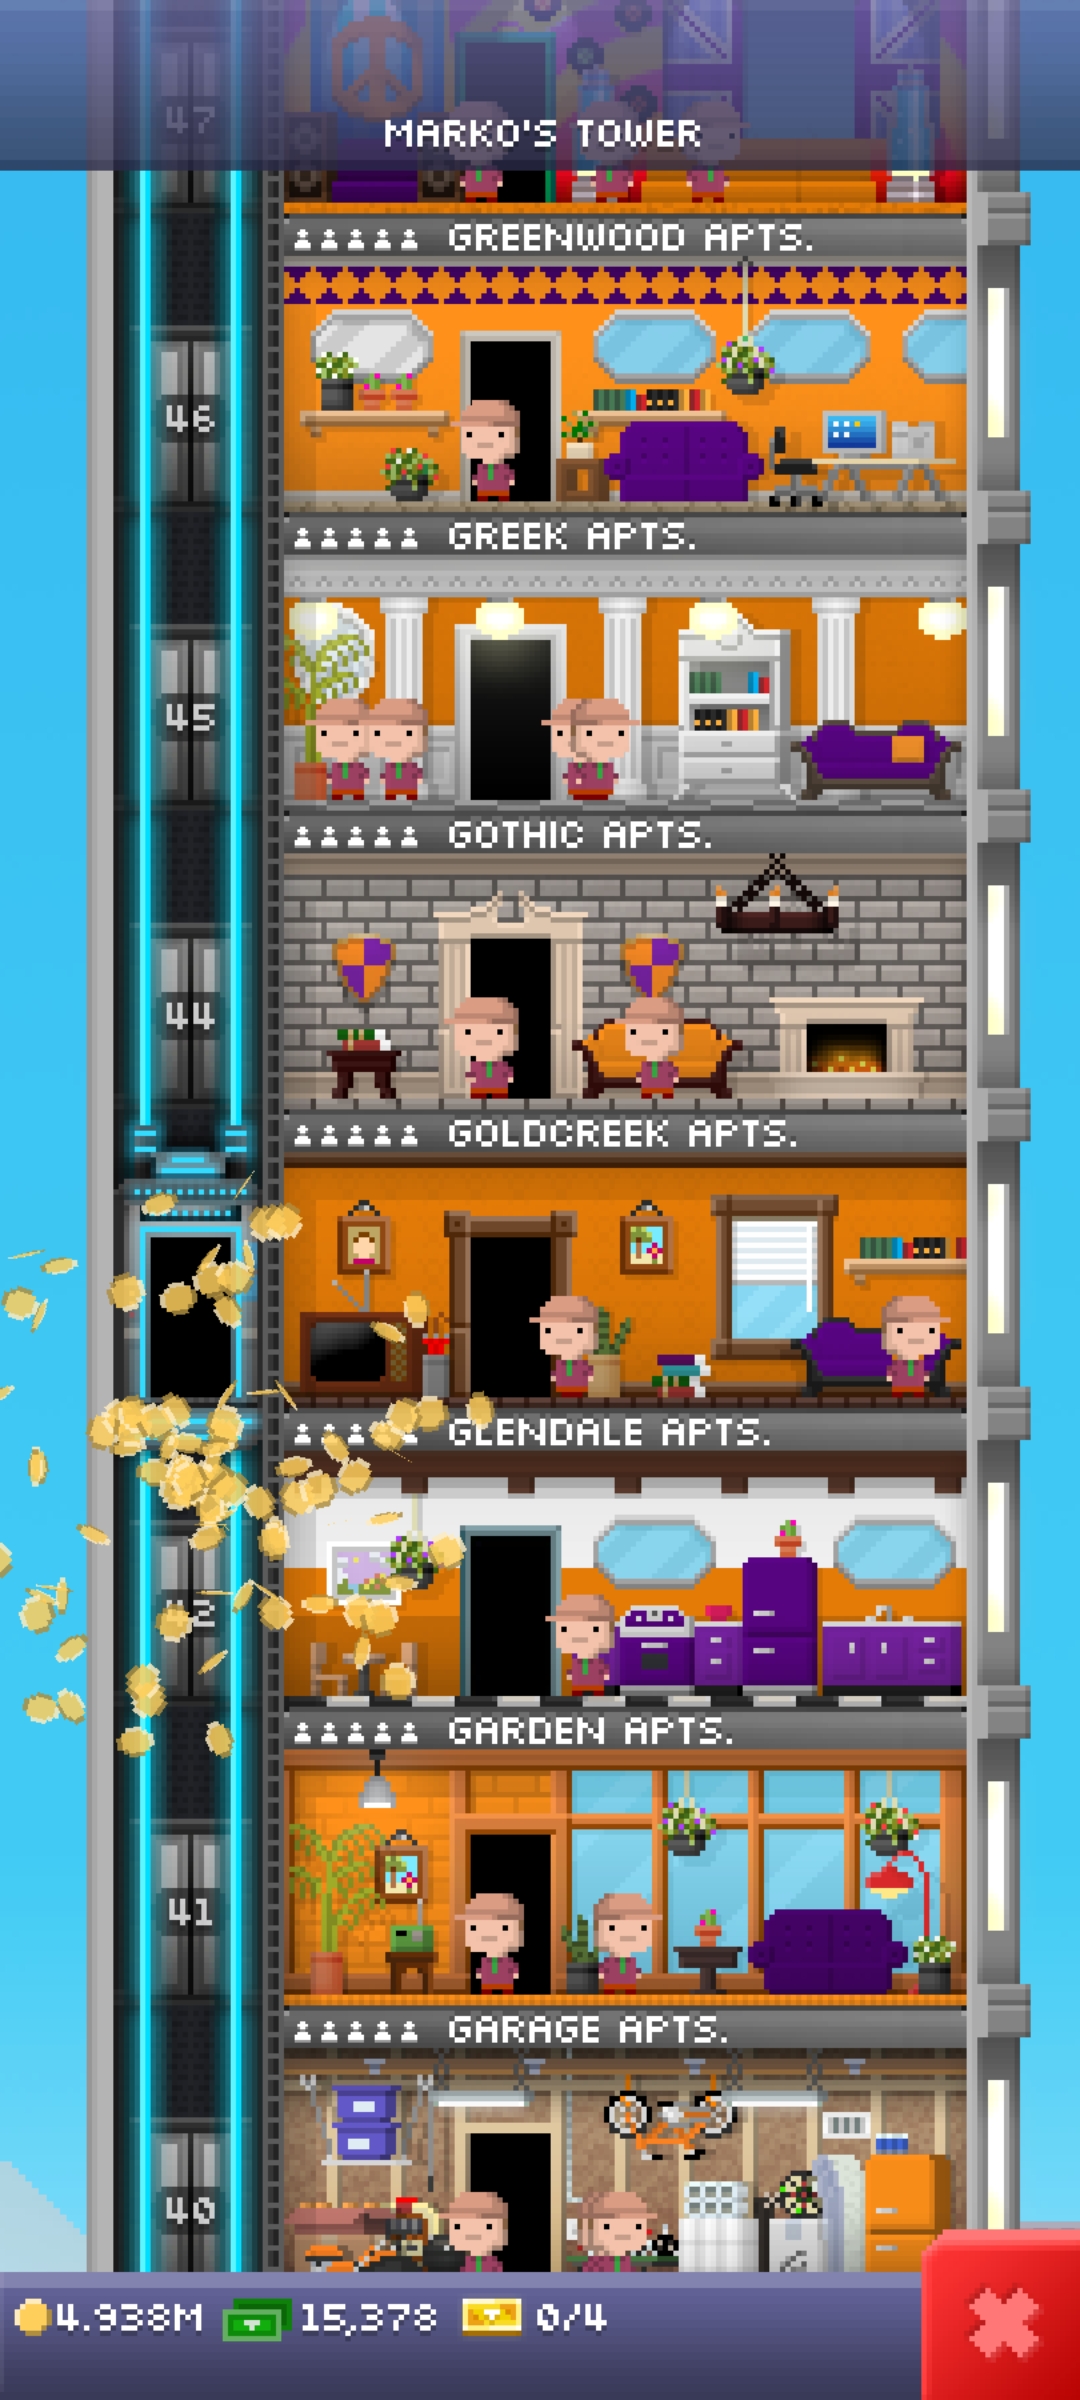 47
MARKO'S TOWER
GREENWOOD APTS.
46
GREEK APTS.
45
GOTHIC APTS.
44
GOLDCREEK APTS.
GLENDALE APTS.
GARDEN APTS.
41
GARAGE APTS.
40
4.938M 15,378 0/4